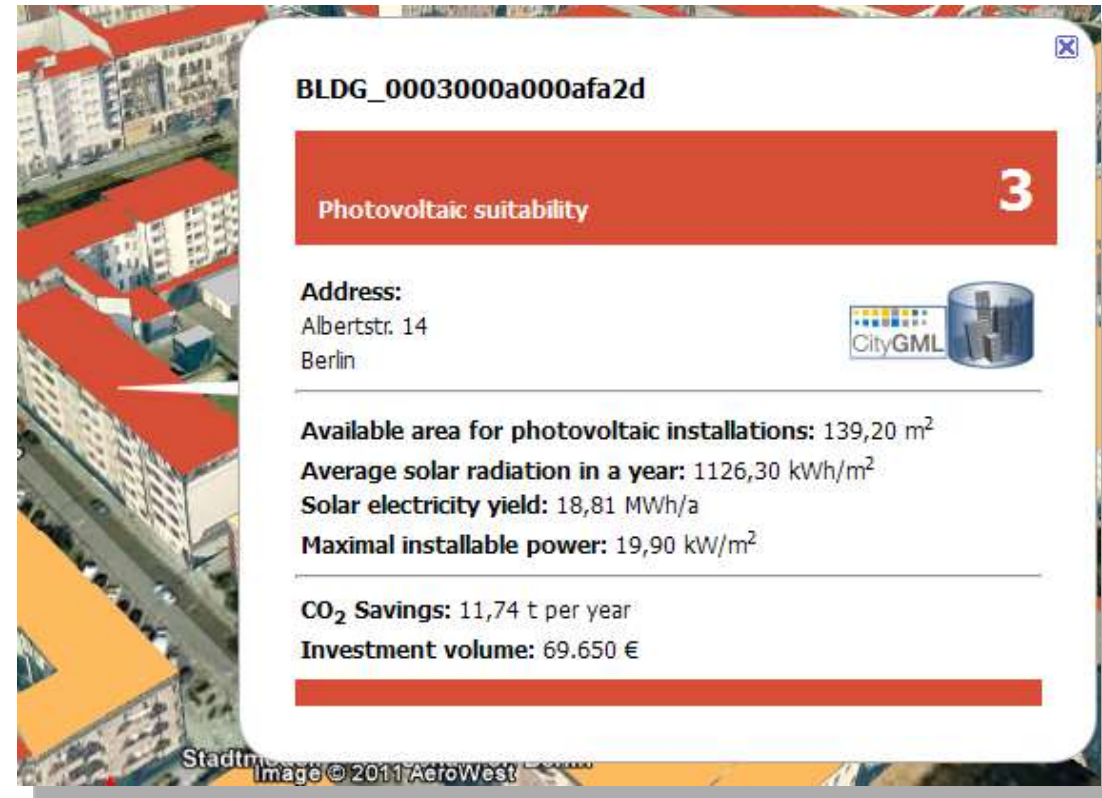 BLDG_0003000a000afa2d
Photovoltaic suitability
3
Address:
Albertstr. 14
Berlin
CityGML
Available area for photovoltaic installations: 139,20 m²
Average solar radiation in a year: 1126,30 kWh/m²
Solar electricity yield: 18,81 MWh/a
Maximal installable power: 19,90 kW/m²
CO₂ Savings: 11,74 t per year
Investment volume: 69.650 €
Image © 2011 AeroWest